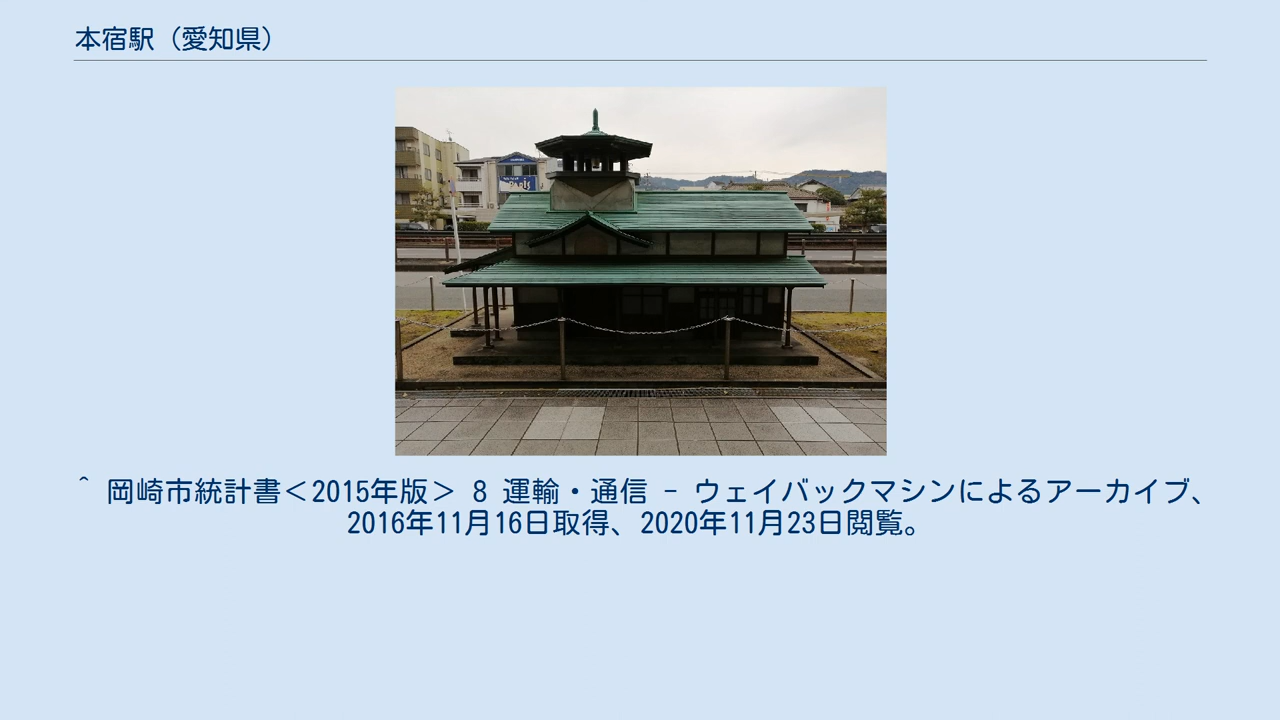 本宿駅（愛知県）
^ 岡崎市統計書＜2015年版＞ 8 運輸・通信 - ウェイバックマシンによるアーカイブ、
2016年11月16日取得、2020年11月23日閲覧。